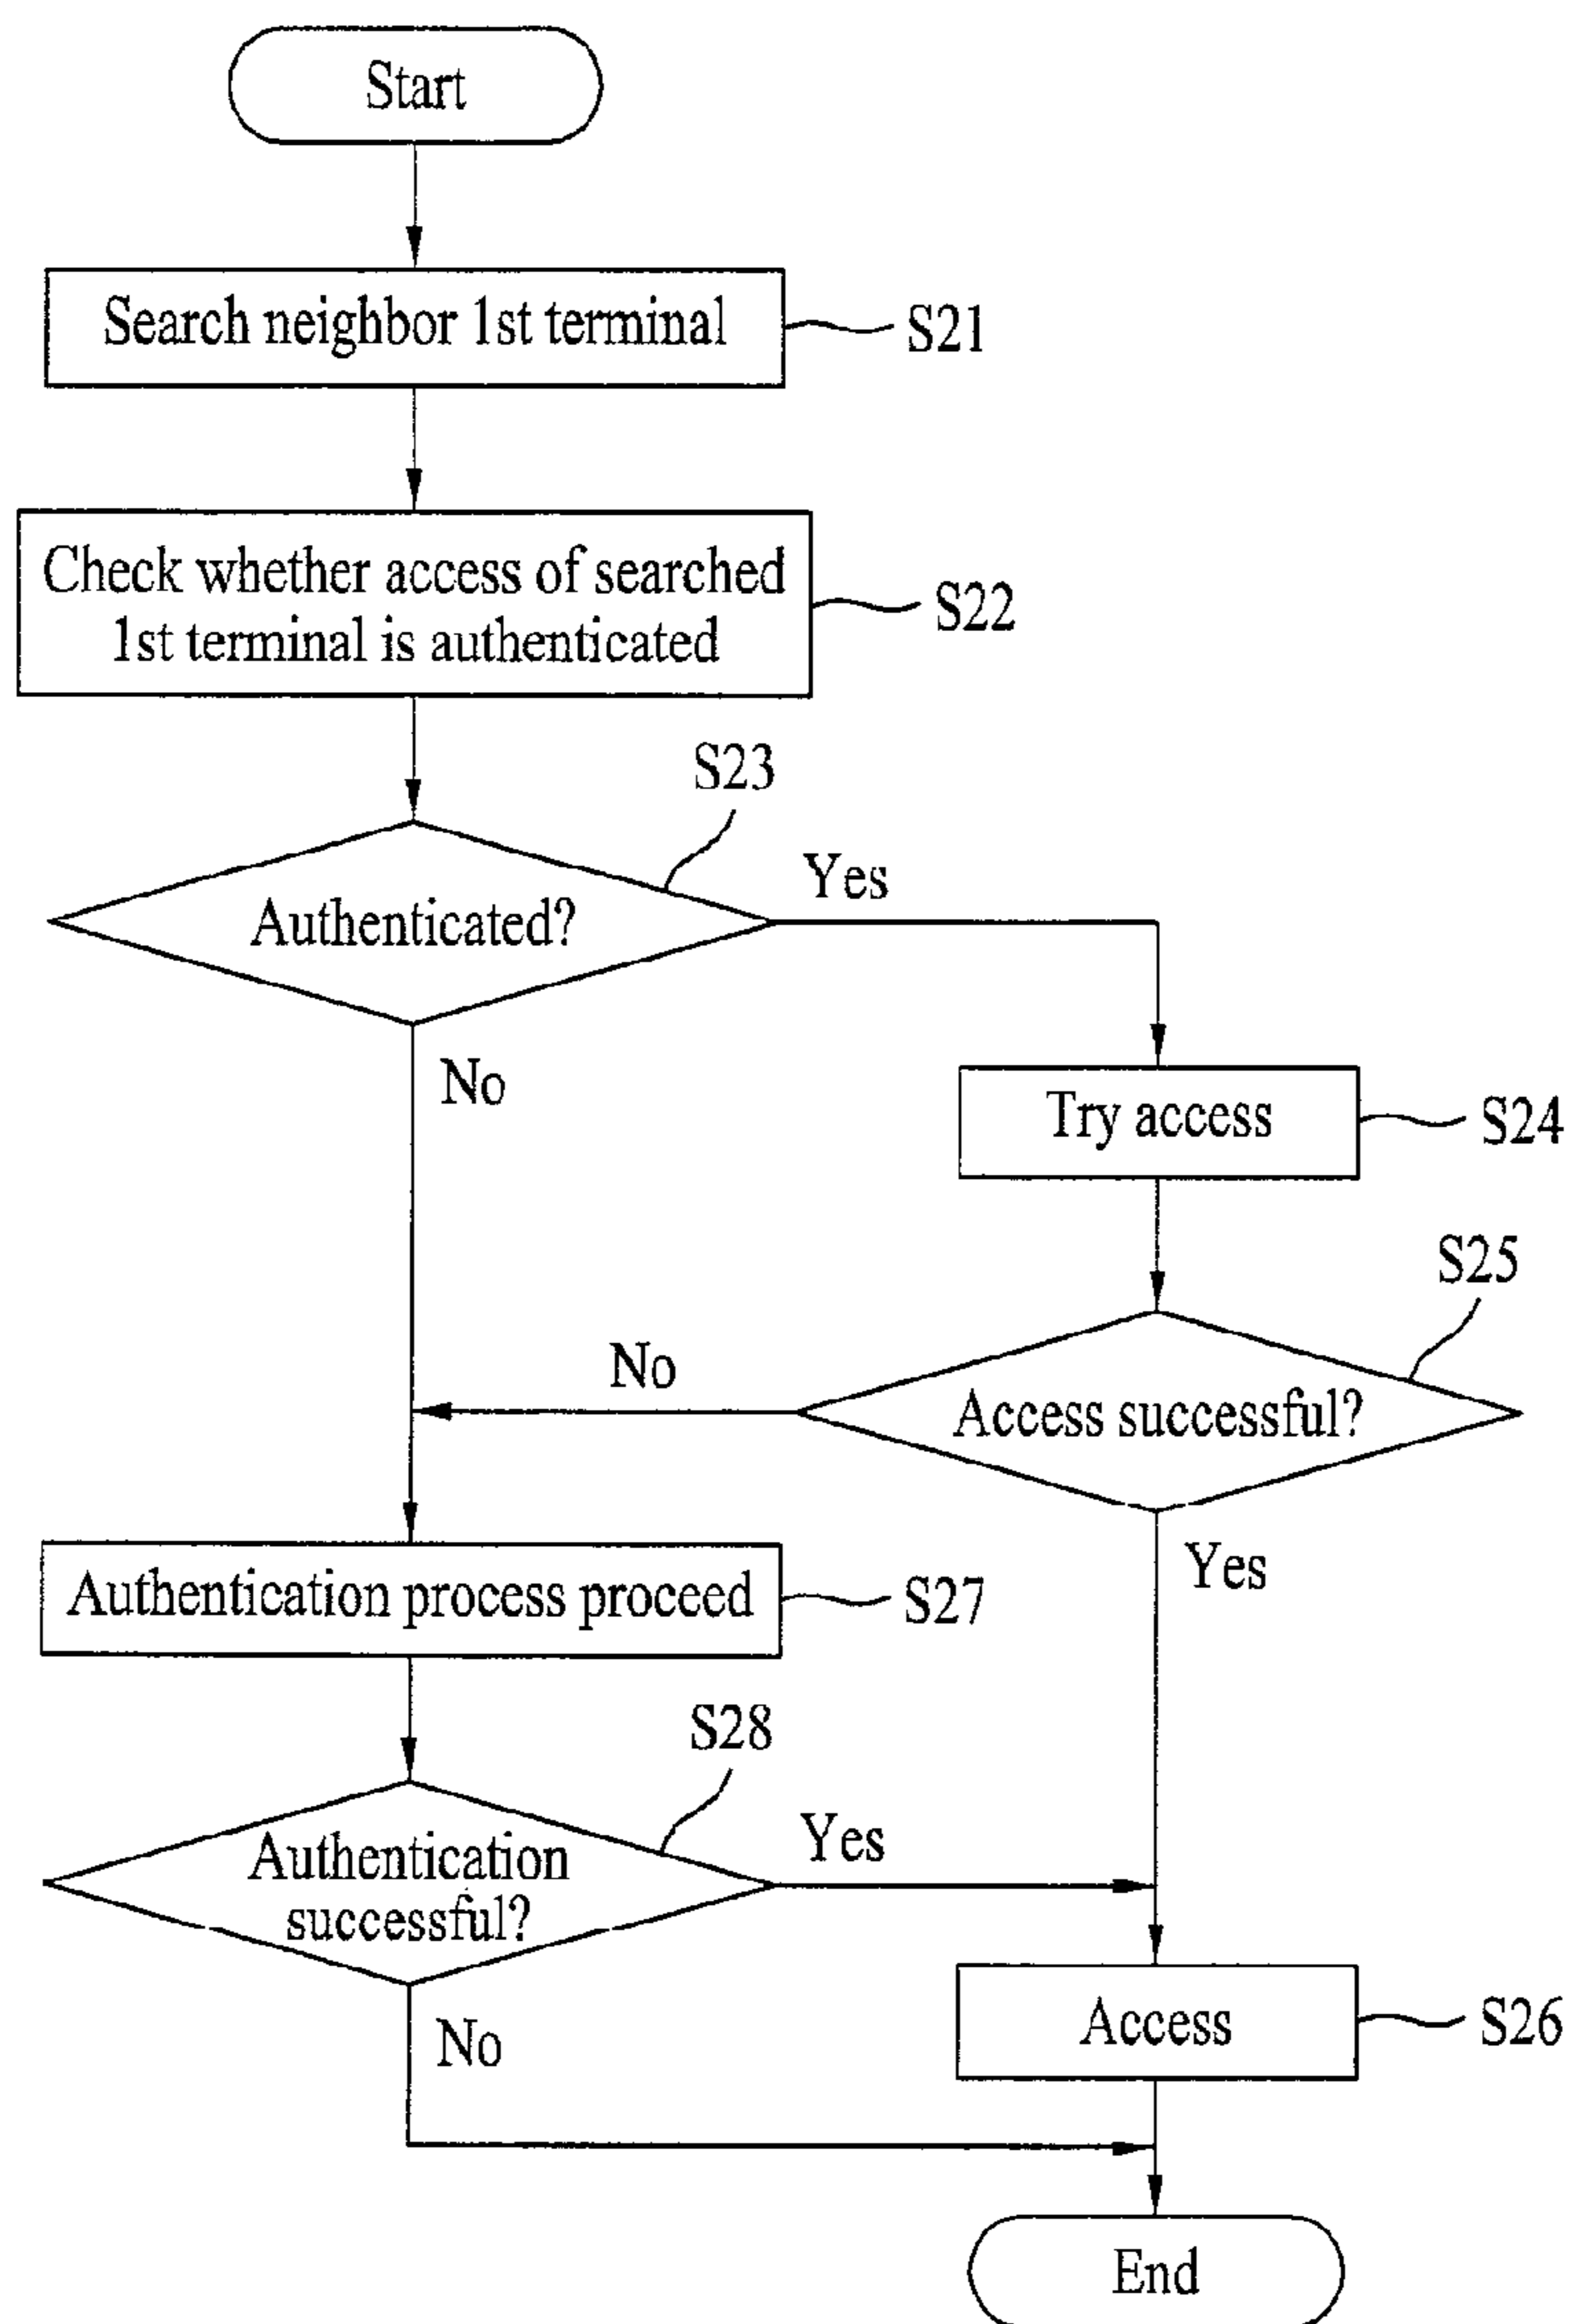 Start
Search neighbor 1st terminal
S21
Check whether access of searched
1st terminal is authenticated
S22
S23
Authenticated?
Yes
No
Try access
S24
S25
Access successful?
No
Yes
Authentication process proceed
S27
S28
Authentication
successful?
Yes
No
Access
S26
End